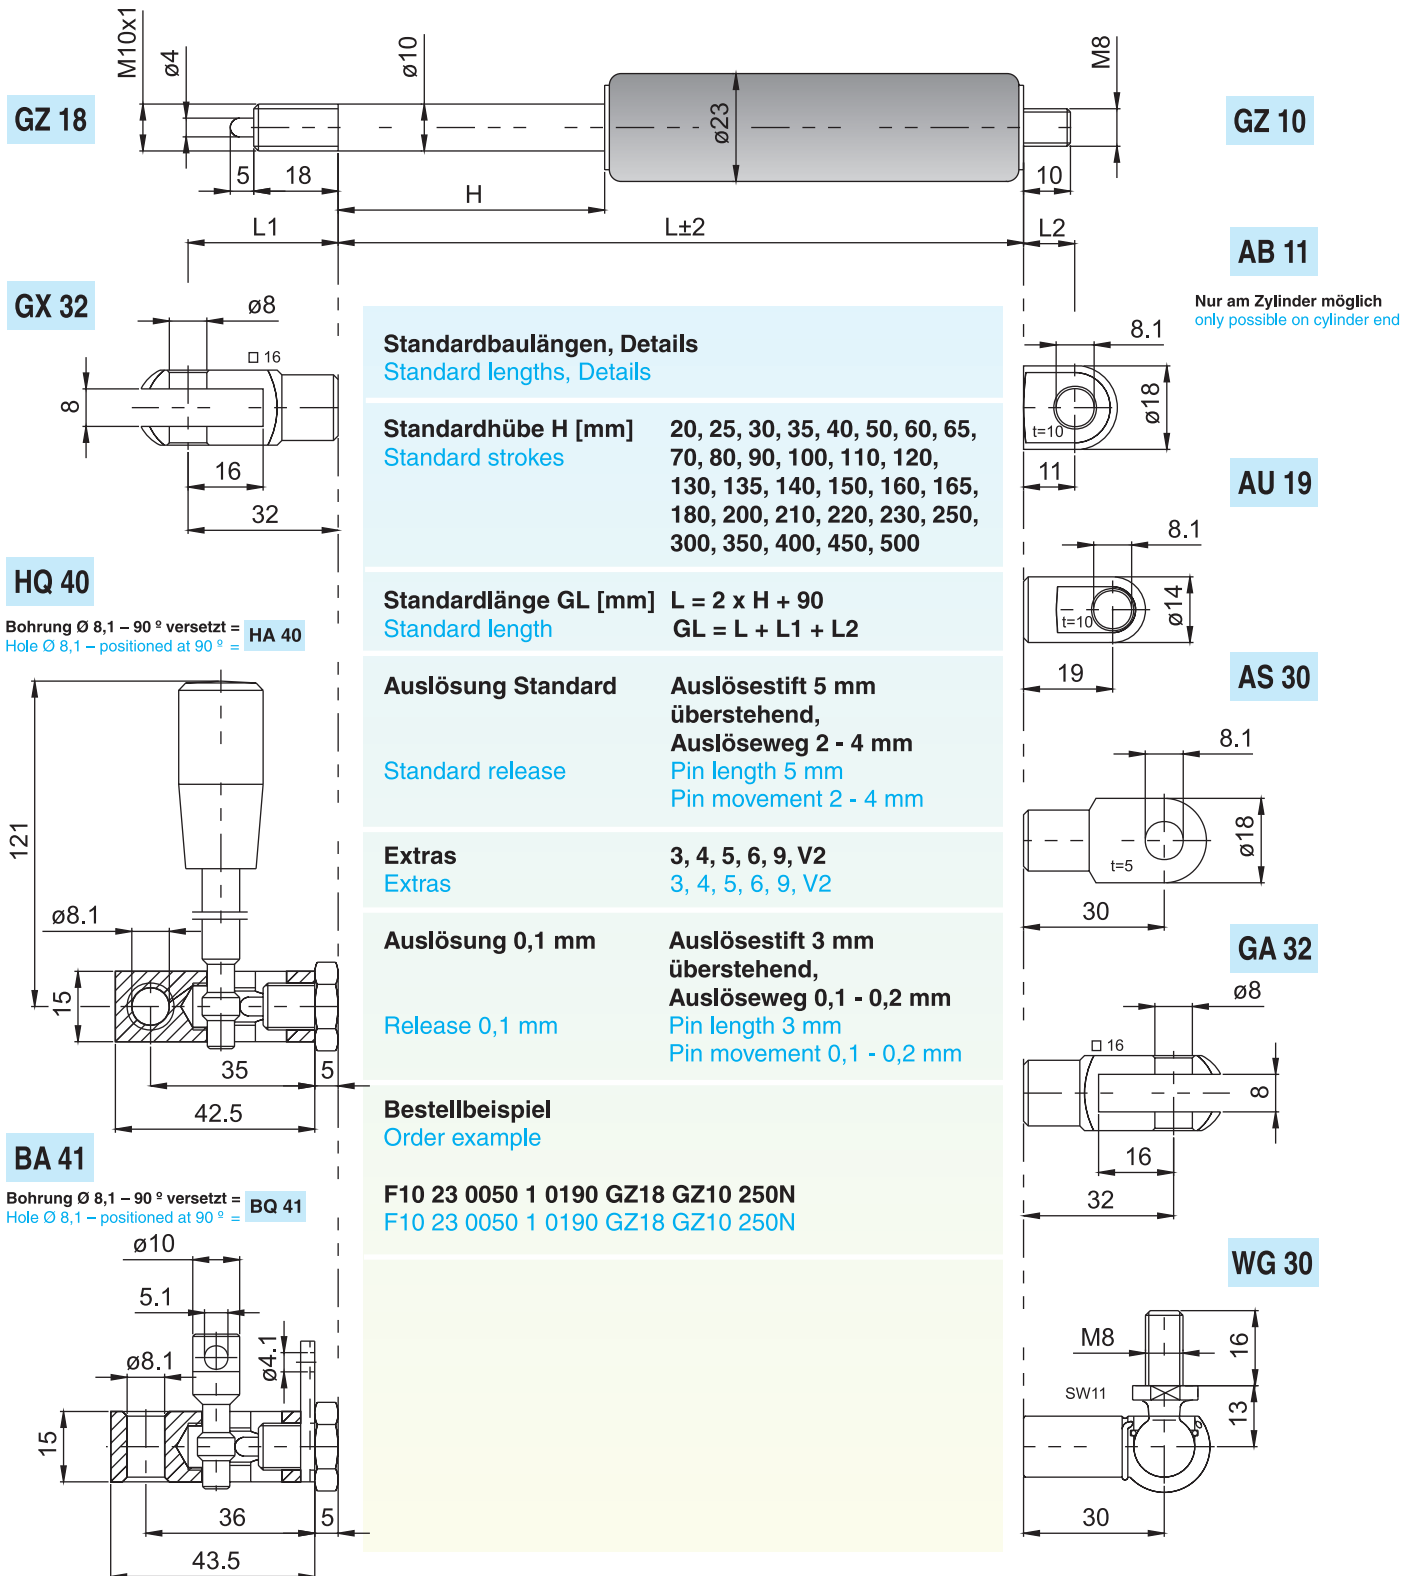 M10x1
ø4
ø10
ø23
M8
GZ 18
GZ 10
5
18
H
10
L1
L±2
L2
AB 11
Nur am Zylinder möglich
only possible on cylinder end
GX 32
ø8
□ 16
8
16
32
8.1
ø18
t=10
11
Standardbaulängen, Details
Standard lengths, Details
Standardhübe H [mm] 20, 25, 30, 35, 40, 50, 60, 65,
Standard strokes 70, 80, 90, 100, 110, 120,
130, 135, 140, 150, 160, 165,
180, 200, 210, 220, 230, 250,
300, 350, 400, 450, 500
Standardlänge GL [mm] L = 2 x H + 90
Standard length GL = L + L1 + L2
Auslösung Standard Auslösestift 5 mm
überstehend,
Auslöseweg 2 - 4 mm
Standard release Pin length 5 mm
Pin movement 2 - 4 mm
Extras 3, 4, 5, 6, 9, V2
Extras 3, 4, 5, 6, 9, V2
Auslösung 0,1 mm Auslösestift 3 mm
überstehend,
Auslöseweg 0,1 - 0,2 mm
Release 0,1 mm Pin length 3 mm
Pin movement 0,1 - 0,2 mm
Bestellbeispiel
Order example
F10 23 0050 1 0190 GZ18 GZ10 250N
F10 23 0050 1 0190 GZ18 GZ10 250N
HQ 40
Bohrung Ø 8,1 – 90 º versetzt = HA 40
Hole Ø 8,1 – positioned at 90 º =
121
ø8.1
15
35
5
42.5
BA 41
Bohrung Ø 8,1 – 90 º versetzt = BQ 41
Hole Ø 8,1 – positioned at 90 º =
ø10
5.1
ø8.1
ø4.1
15
36
5
43.5
AU 19
8.1
ø14
t=10
19
AS 30
8.1
ø18
t=5
30
GA 32
ø8
□ 16
8
16
32
WG 30
M8
16
SW11
13
30